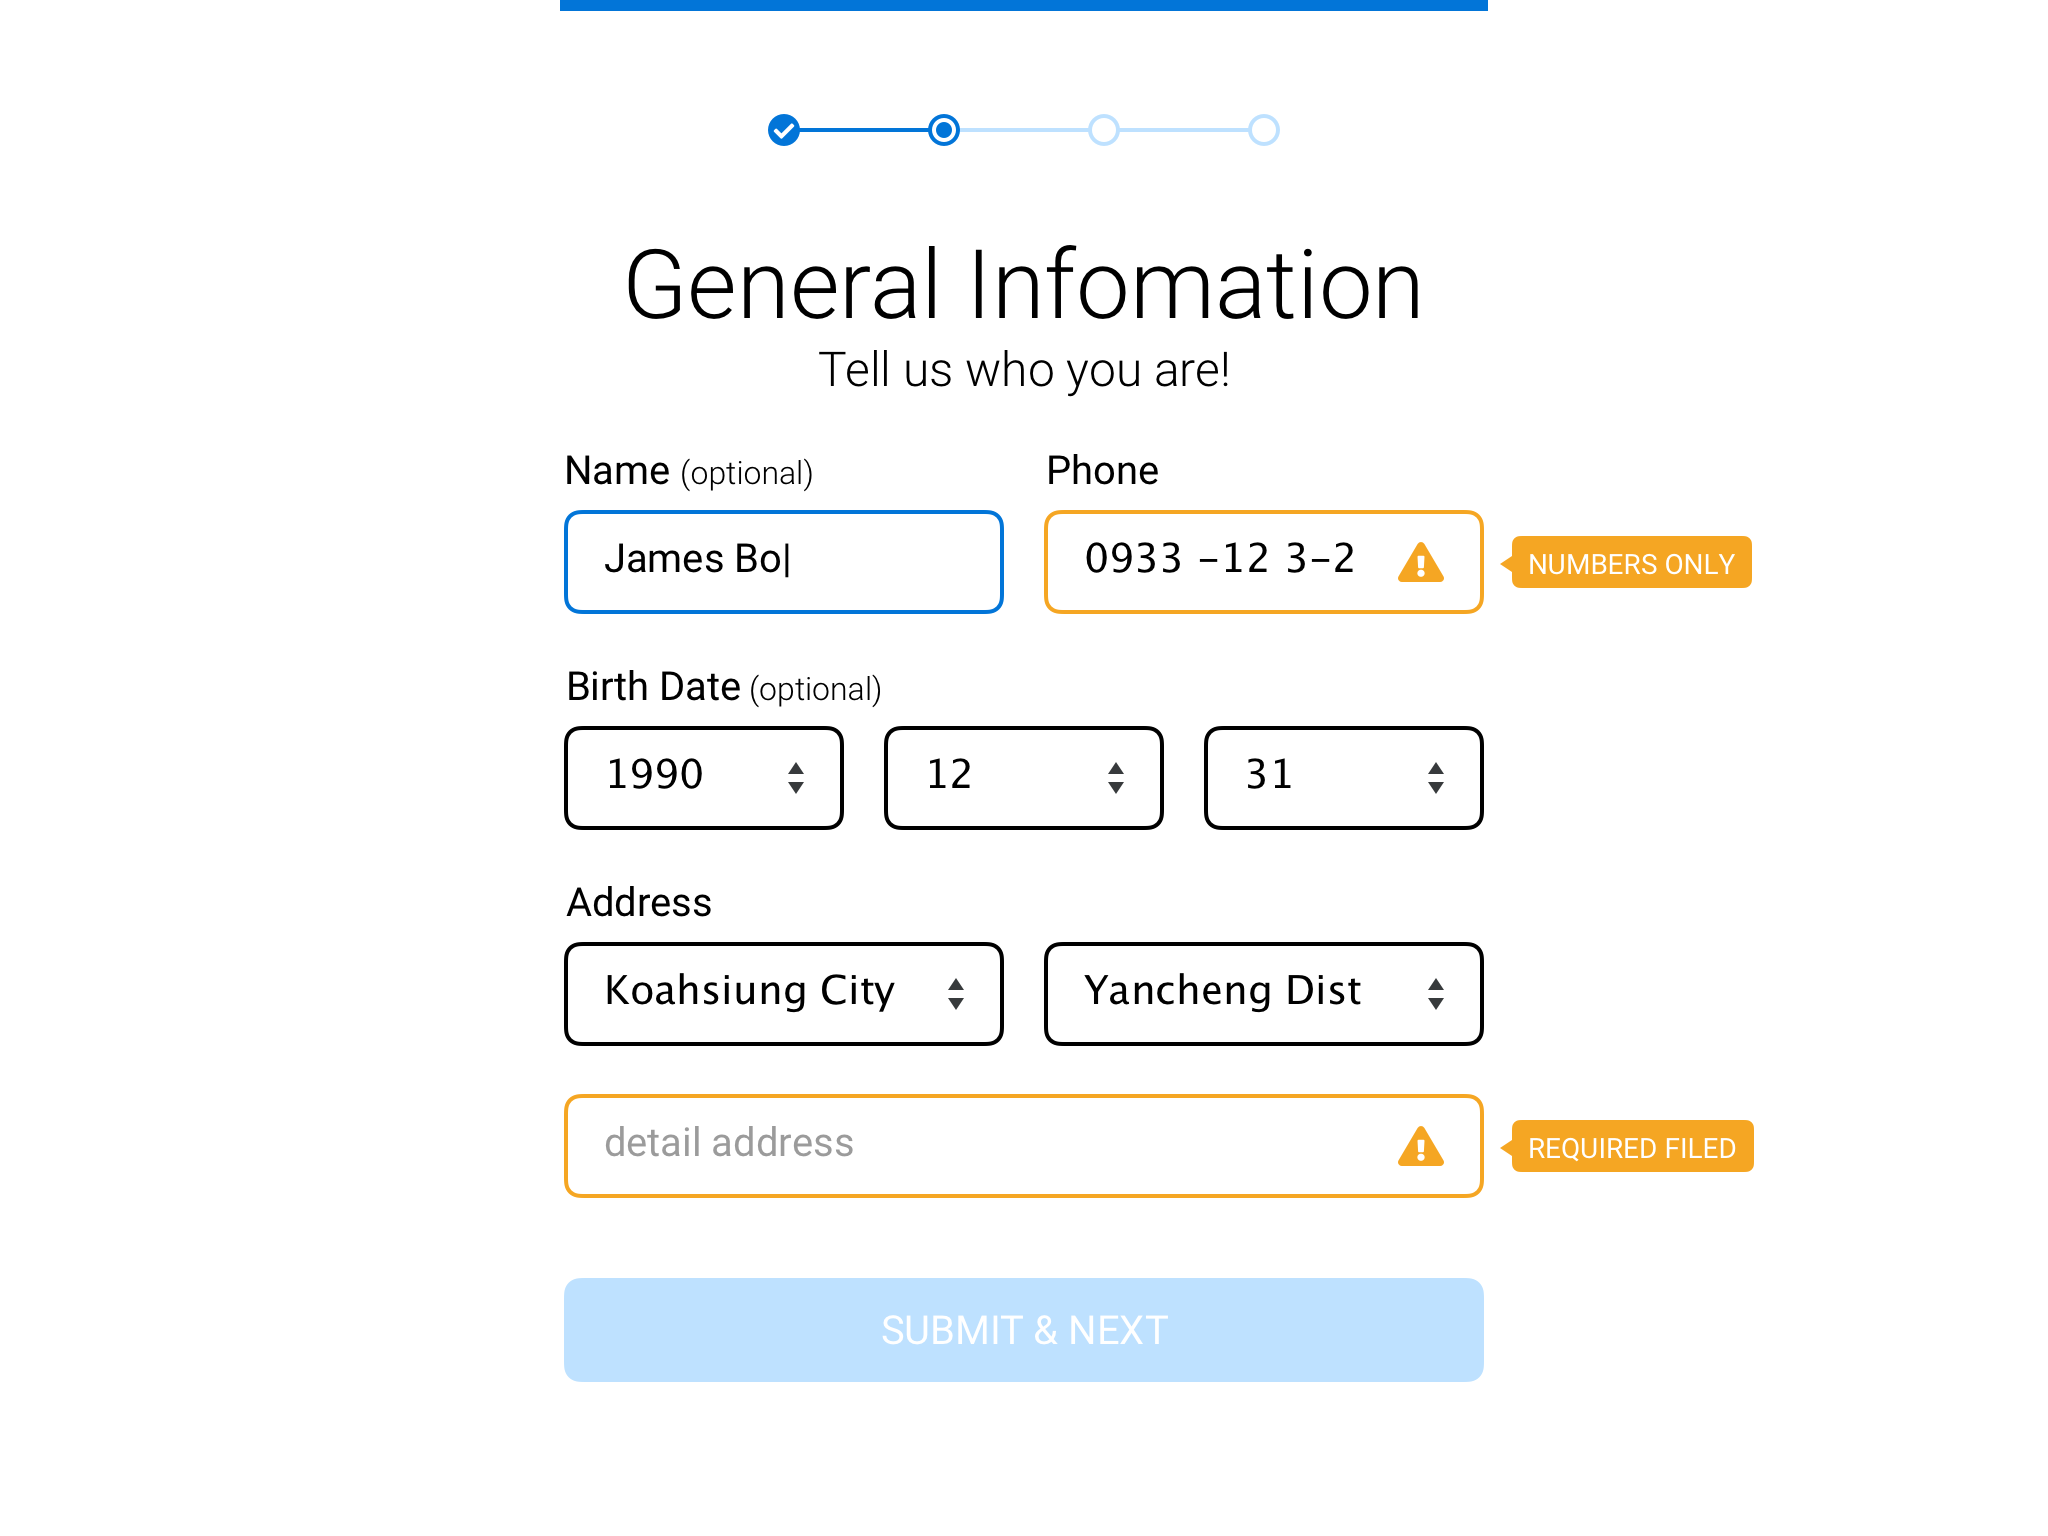 General Infomation
Tell us who you are!
Name (optional)
Phone
James Bo
0933 -12 3-2
NUMBERS ONLY
Birth Date (optional)
1990
12
31
Address
Koahsiung City
Yancheng Dist
detail address
REQUIRED FILED
SUBMIT & NEXT